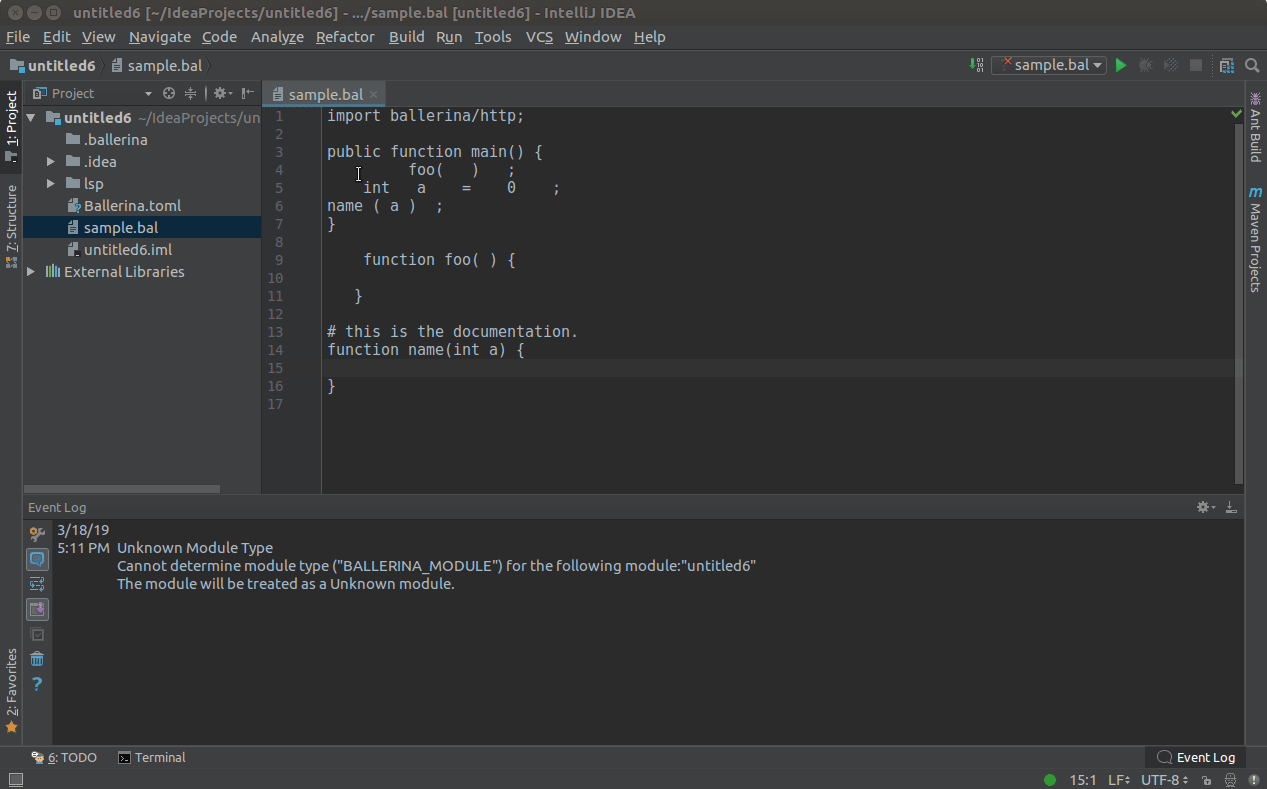 untitled6 [~/IdeaProjects/untitled6] - .../sample.bal [untitled6] - IntelliJ IDEA
File Edit View Navigate Code Analyze Refactor Build Run Tools VCS Window Help
untitled6 sample.bal sample.bal
1: Project
7: Structure
2: Favorites
Project
untitled6 ~/IdeaProjects/un
.ballerina
.idea
lsp
Ballerina.toml
sample.bal
untitled6.iml
External Libraries
sample.bal
1 import ballerina/http;
2
3 public function main() {
4          foo(   )   ;
5     int   a    =    0    ;
6 name ( a )  ;
7 }
8
9     function foo( ) {
10
11    }
12
13 # this is the documentation.
14 function name(int a) {
15
16 }
17
Ant Build
m Maven Projects
Event Log
3/18/19
5:11 PM Unknown Module Type
Cannot determine module type ("BALLERINA_MODULE") for the following module:"untitled6"
The module will be treated as a Unknown module.
?
6: TODO Terminal Event Log
15:1 LF UTF-8